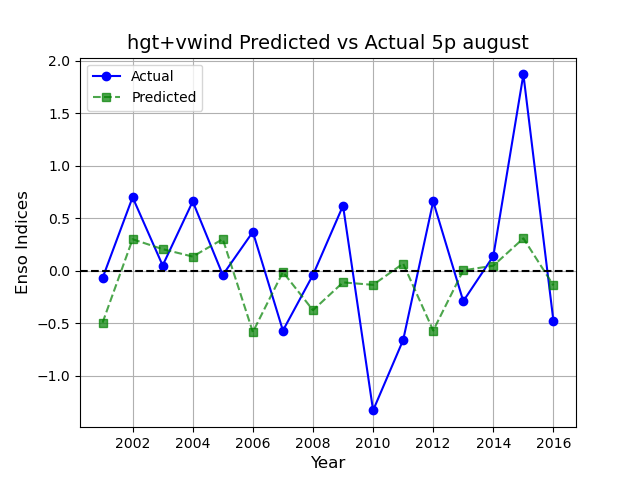 hgt+vwind Predicted vs Actual 5p august
Actual
Predicted
2.0
1.5
1.0
0.5
0.0
−0.5
−1.0
Enso Indices
2002 2004 2006 2008 2010 2012 2014 2016
Year